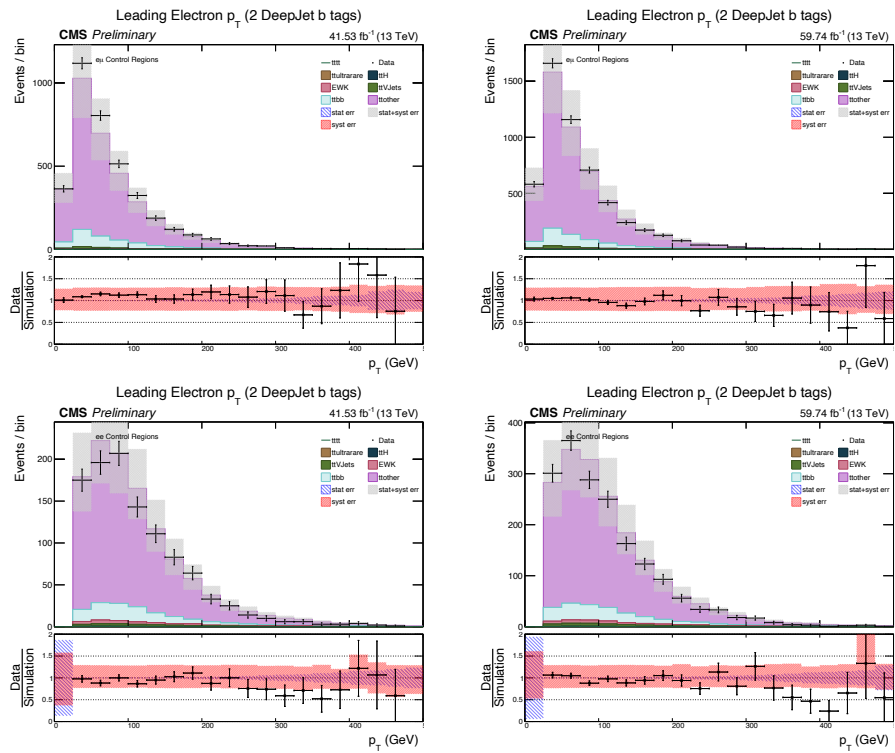 Leading Electron p_T (2 DeepJet b tags)
CMS Preliminary 41.53 fb⁻¹ (13 TeV)
Events / bin
eμ Control Regions
tttt Data
ttultrarare ttH
EWK ttVJets
ttbb ttother
stat err stat+syst err
syst err
1000
500
0
Data
Simulation
2
1.5
1
0.5
0
0 100 200 300 400 5
p_T (GeV)
Leading Electron p_T (2 DeepJet b tags)
CMS Preliminary 59.74 fb⁻¹ (13 TeV)
Events / bin
eμ Control Regions
tttt Data
ttultrarare ttH
EWK ttVJets
ttbb ttother
stat err stat+syst err
syst err
1500
1000
500
Data
Simulation
2
1.5
1
0.5
0
0 100 200 300 400 5
p_T (GeV)
Leading Electron p_T (2 DeepJet b tags)
CMS Preliminary 41.53 fb⁻¹ (13 TeV)
Events / bin
ee Control Regions
tttt Data
ttultrarare ttH
ttVJets EWK
ttbb ttother
stat err stat+syst err
syst err
200
150
100
50
0
Data
Simulation
2
1.5
1
0.5
0
0 100 200 300 400 5
p_T (GeV)
Leading Electron p_T (2 DeepJet b tags)
CMS Preliminary 59.74 fb⁻¹ (13 TeV)
Events / bin
ee Control Regions
tttt Data
ttultrarare ttH
ttVJets EWK
ttbb ttother
stat err stat+syst err
syst err
400
300
200
100
0
Data
Simulation
2
1.5
1
0.5
0
0 100 200 300 400 5
p_T (GeV)